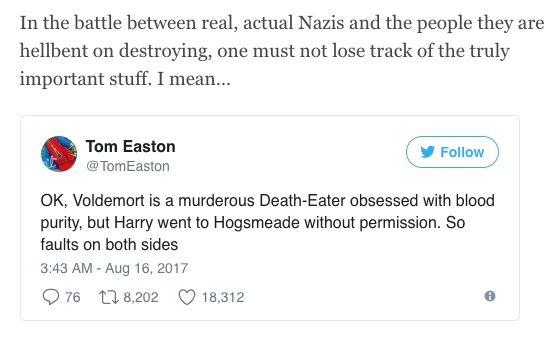 In the battle between real, actual Nazis and the people they are
hellbent on destroying, one must not lose track of the truly
important stuff. I mean...
Tom Easton
@TomEaston
Follow
OK, Voldemort is a murderous Death-Eater obsessed with blood
purity, but Harry went to Hogsmeade without permission. So
faults on both sides
3:43 AM - Aug 16, 2017
76 8,202 18,312